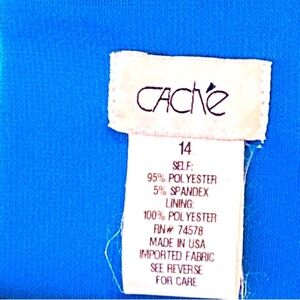 CAChé
14
SELF:
95% POLYESTER
5% SPANDEX
LINING:
100% POLYESTER
RN# 74578
MADE IN USA
IMPORTED FABRIC
SEE REVERSE
FOR CARE